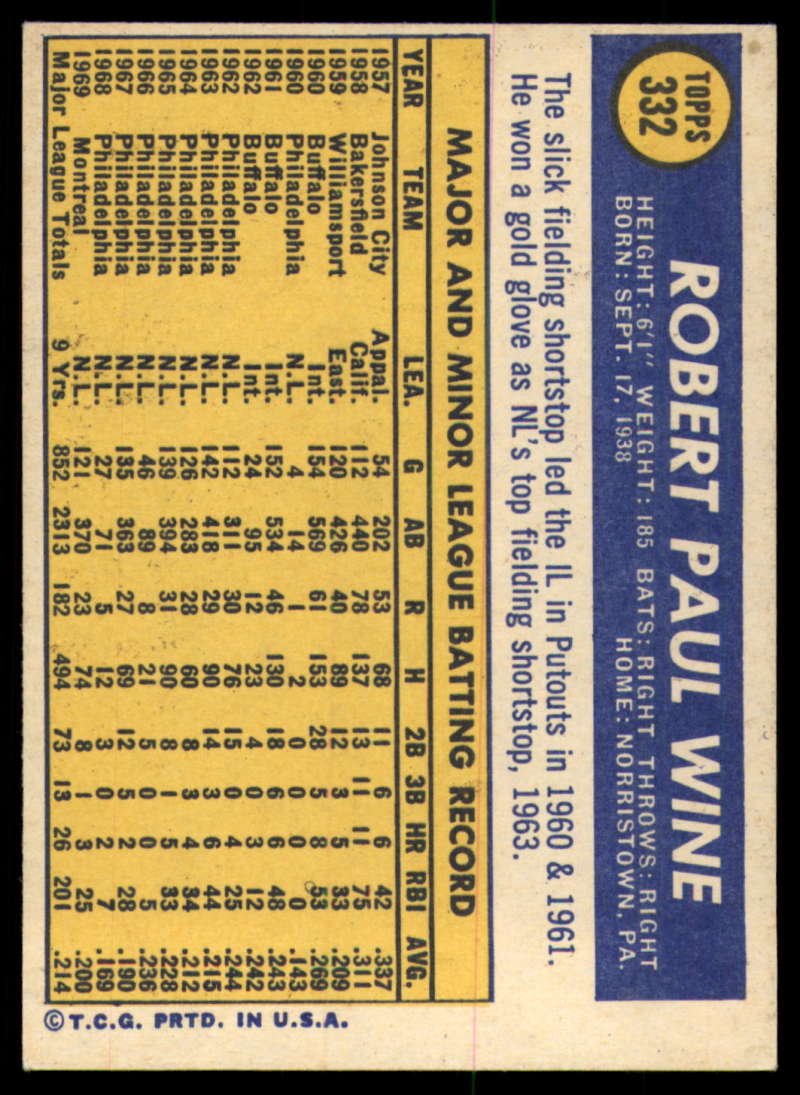 TOPPS
332
ROBERT PAUL WINE
HEIGHT: 6'1" WEIGHT: 185 BATS: RIGHT THROWS: RIGHT
BORN: SEPT. 17, 1938 HOME: NORRISTOWN, PA.
The slick fielding shortstop led the IL in Putouts in 1960 & 1961.
He won a gold glove as NL's top fielding shortstop, 1963.
MAJOR AND MINOR LEAGUE BATTING RECORD
YEAR TEAM LEA. G AB R H 2B 3B HR RBI AVG.
1957 Johnson City Appal. 54 202 53 68 11 6 6 42 .337
1958 Bakersfield Calif. 112 440 78 137 13 11 11 75 .311
1959 Williamsport East. 120 426 40 89 12 3 5 33 .209
1960 Buffalo Int. 154 569 61 153 28 5 8 53 .269
1960 Philadelphia N.L. 4 14 1 2 0 0 0 0 .143
1961 Buffalo Int. 152 534 46 130 18 6 6 48 .243
1962 Buffalo Int. 24 95 12 23 4 0 3 12 .242
1962 Philadelphia N.L. 112 311 30 76 15 0 4 25 .244
1963 Philadelphia N.L. 142 418 29 90 14 3 6 44 .215
1964 Philadelphia N.L. 126 283 28 60 8 3 4 34 .212
1965 Philadelphia N.L. 139 394 31 90 8 1 5 33 .228
1966 Philadelphia N.L. 46 89 8 21 5 0 0 5 .236
1967 Philadelphia N.L. 135 363 27 69 12 5 2 28 .190
1968 Philadelphia N.L. 27 71 5 12 3 0 2 7 .169
1969 Montreal N.L. 121 370 23 74 8 1 3 25 .200
Major League Totals 9 Yrs. 852 2313 182 494 73 13 26 201 .214
© T.C.G. PRTD. IN U.S.A.